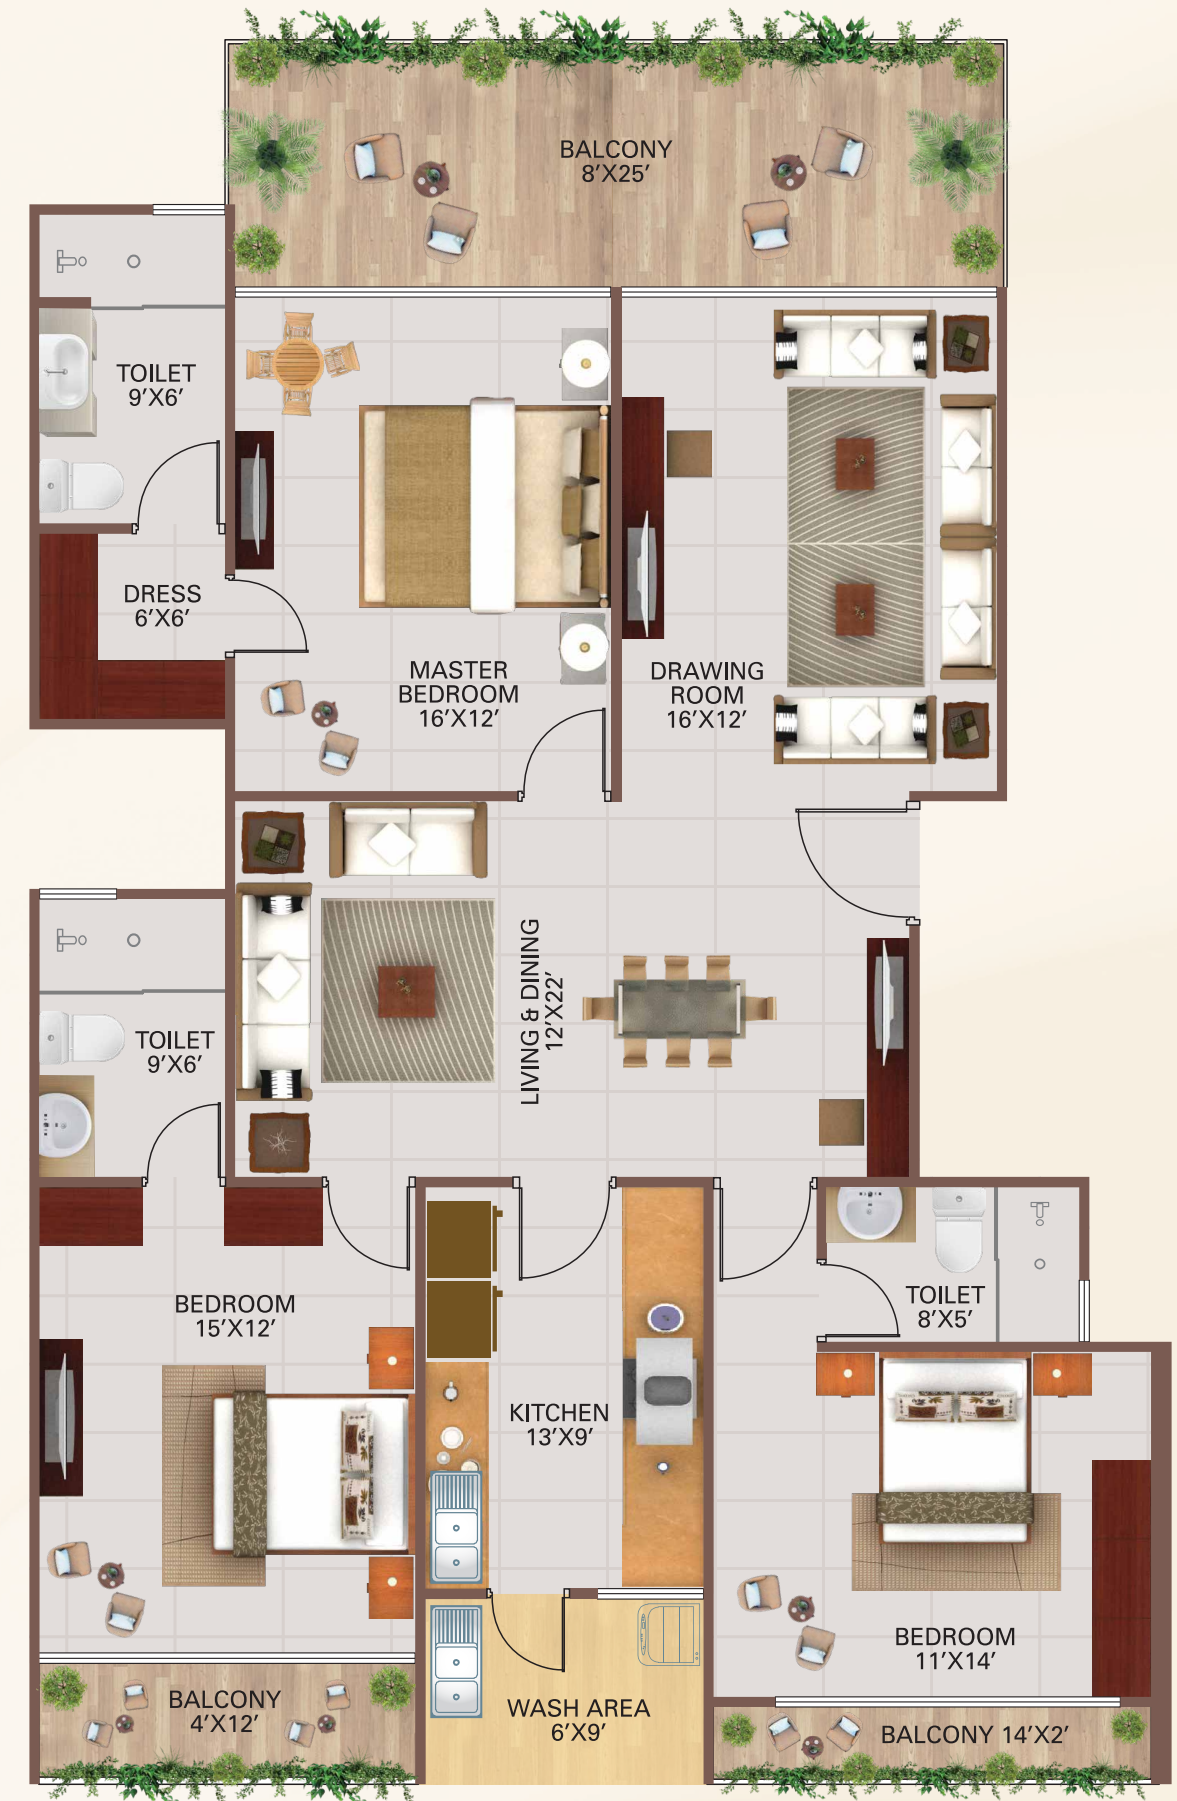 BALCONY
8'X25'
TOILET
9'X6'
DRESS
6'X6'
MASTER
BEDROOM
16'X12'
DRAWING
ROOM
16'X12'
LIVING & DINING
12'X22'
TOILET
9'X6'
BEDROOM
15'X12'
KITCHEN
13'X9'
TOILET
8'X5'
BEDROOM
11'X14'
BALCONY
4'X12'
WASH AREA
6'X9'
BALCONY 14'X2'